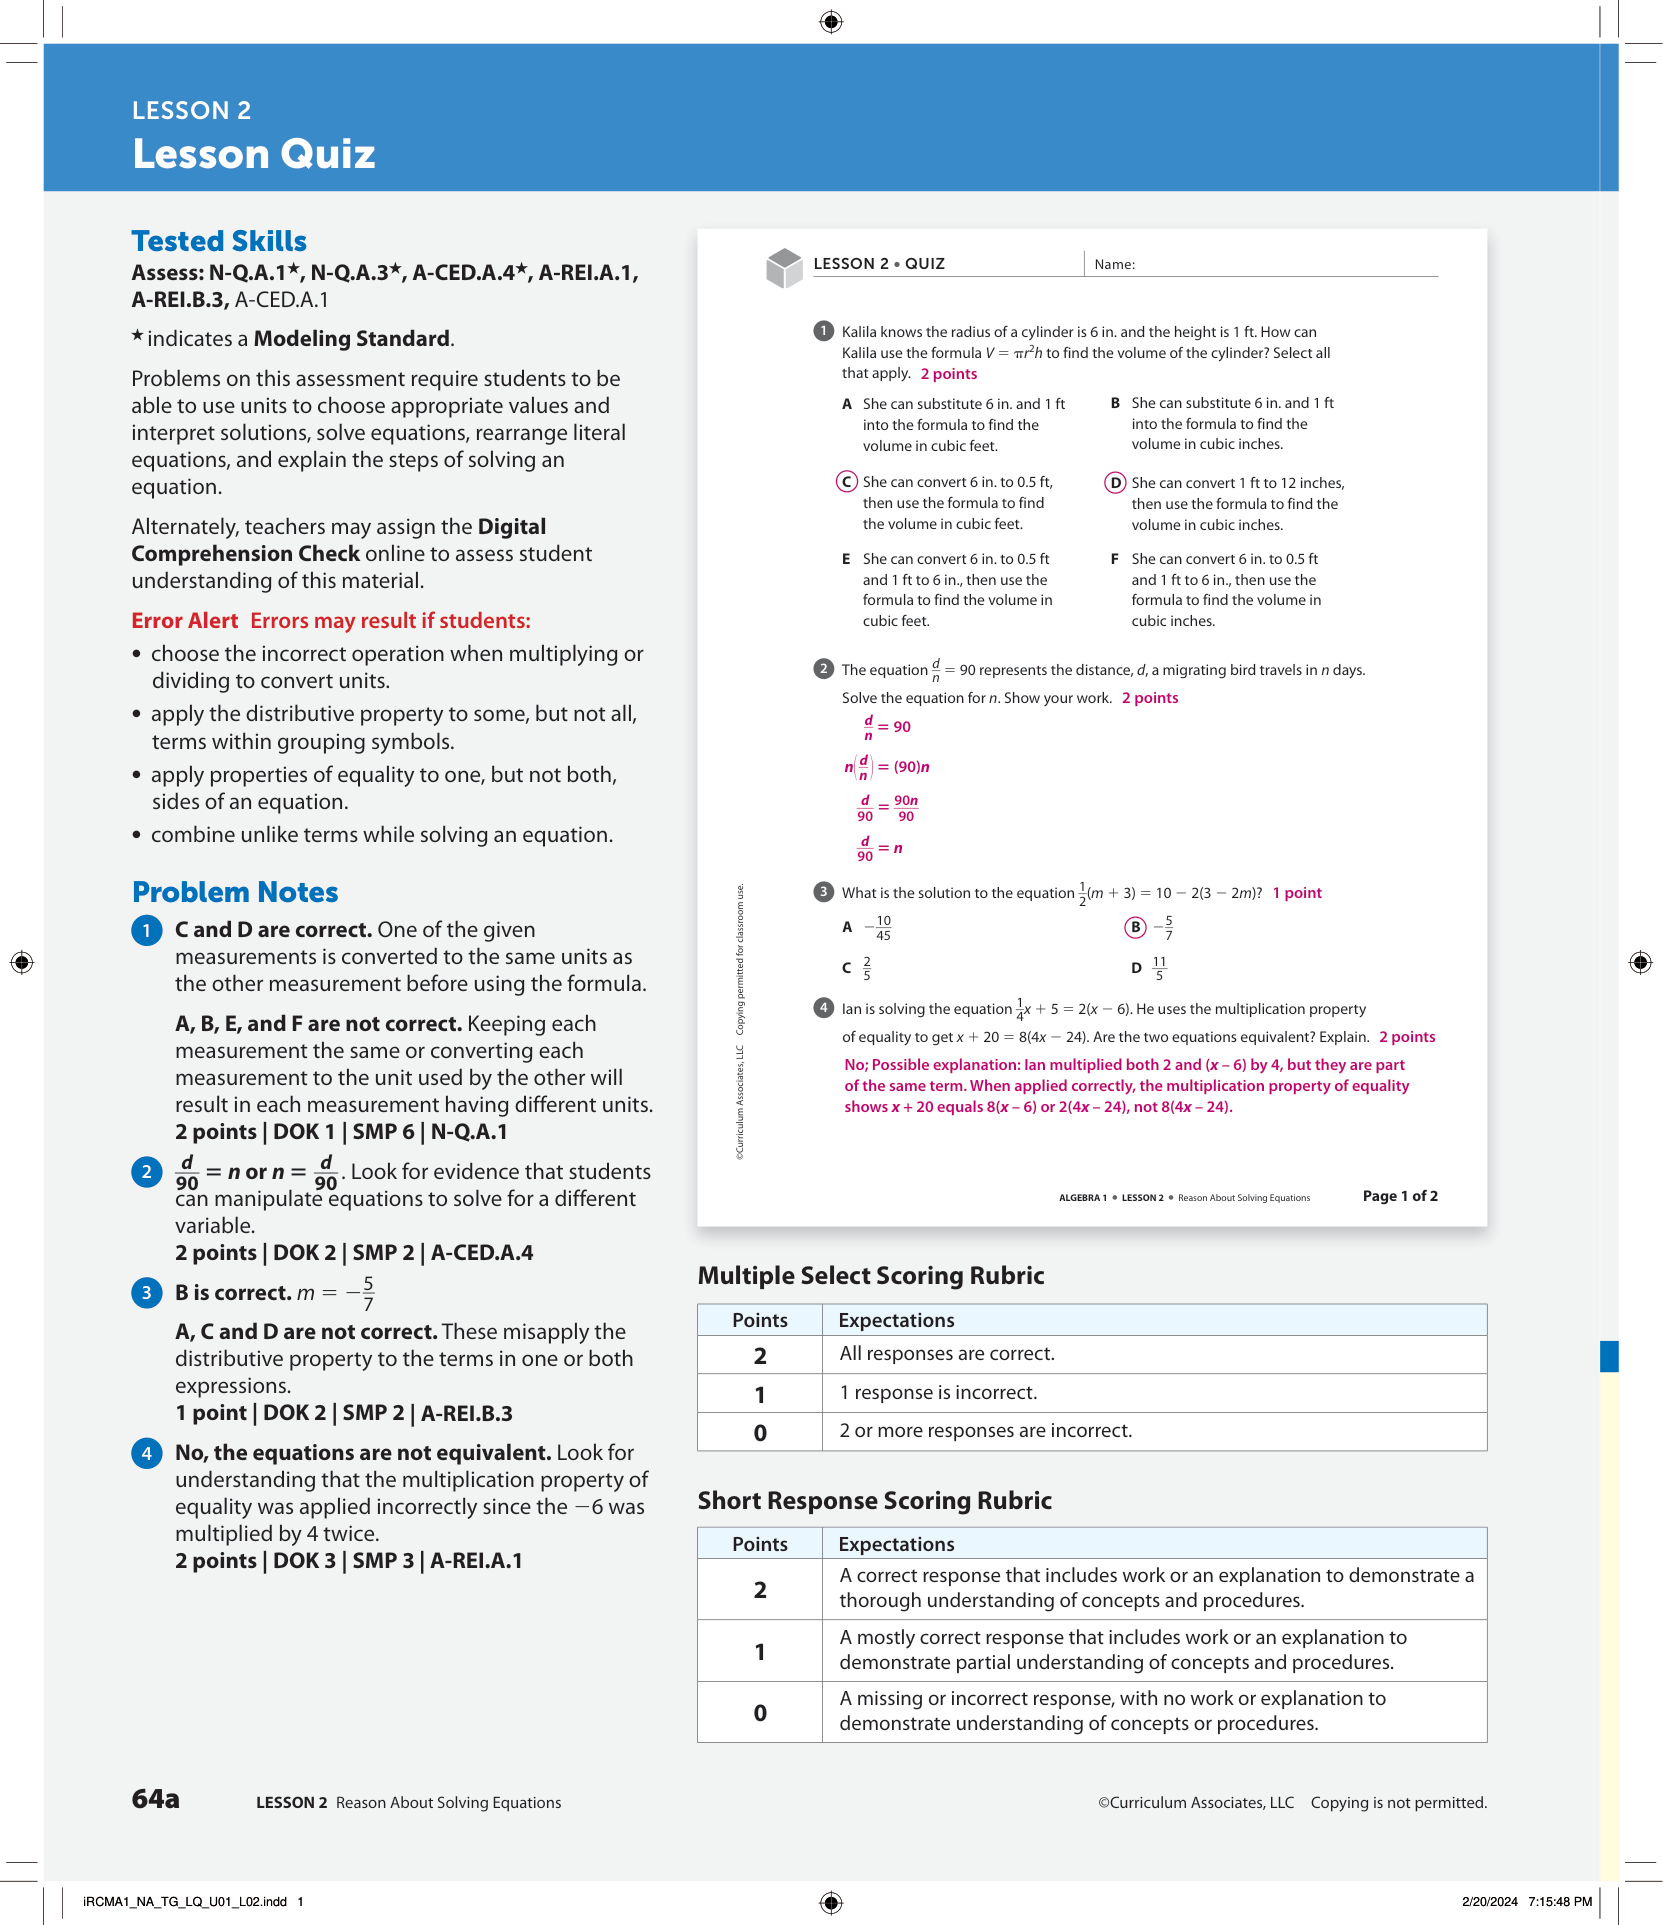 LESSON 2
Lesson Quiz
Tested Skills
Assess: N-Q.A.1★, N-Q.A.3★, A-CED.A.4★, A-REI.A.1,
A-REI.B.3, A-CED.A.1
★ indicates a Modeling Standard.
Problems on this assessment require students to be
able to use units to choose appropriate values and
interpret solutions, solve equations, rearrange literal
equations, and explain the steps of solving an
equation.
Alternately, teachers may assign the Digital
Comprehension Check online to assess student
understanding of this material.
Error Alert Errors may result if students:
• choose the incorrect operation when multiplying or
dividing to convert units.
• apply the distributive property to some, but not all,
terms within grouping symbols.
• apply properties of equality to one, but not both,
sides of an equation.
• combine unlike terms while solving an equation.
Problem Notes
1 C and D are correct. One of the given
measurements is converted to the same units as
the other measurement before using the formula.
A, B, E, and F are not correct. Keeping each
measurement the same or converting each
measurement to the unit used by the other will
result in each measurement having different units.
2 points | DOK 1 | SMP 6 | N-Q.A.1
2 d/90 = n or n = d/90. Look for evidence that students
can manipulate equations to solve for a different
variable.
2 points | DOK 2 | SMP 2 | A-CED.A.4
3 B is correct. m = −5/7
A, C and D are not correct. These misapply the
distributive property to the terms in one or both
expressions.
1 point | DOK 2 | SMP 2 | A-REI.B.3
4 No, the equations are not equivalent. Look for
understanding that the multiplication property of
equality was applied incorrectly since the −6 was
multiplied by 4 twice.
2 points | DOK 3 | SMP 3 | A-REI.A.1
LESSON 2 • QUIZ Name:
1 Kalila knows the radius of a cylinder is 6 in. and the height is 1 ft. How can
Kalila use the formula V = πr²h to find the volume of the cylinder? Select all
that apply. 2 points
A She can substitute 6 in. and 1 ft
into the formula to find the
volume in cubic feet.
B She can substitute 6 in. and 1 ft
into the formula to find the
volume in cubic inches.
C She can convert 6 in. to 0.5 ft,
then use the formula to find
the volume in cubic feet.
D She can convert 1 ft to 12 inches,
then use the formula to find the
volume in cubic inches.
E She can convert 6 in. to 0.5 ft
and 1 ft to 6 in., then use the
formula to find the volume in
cubic feet.
F She can convert 6 in. to 0.5 ft
and 1 ft to 6 in., then use the
formula to find the volume in
cubic inches.
2 The equation d/n = 90 represents the distance, d, a migrating bird travels in n days.
Solve the equation for n. Show your work. 2 points
d/n = 90
n(d/n) = (90)n
d/90 = 90n/90
d/90 = n
3 What is the solution to the equation 1/2(m + 3) = 10 − 2(3 − 2m)? 1 point
A −10/45
B −5/7
C 2/5
D 11/5
4 Ian is solving the equation 1/4x + 5 = 2(x − 6). He uses the multiplication property
of equality to get x + 20 = 8(4x − 24). Are the two equations equivalent? Explain. 2 points
No; Possible explanation: Ian multiplied both 2 and (x – 6) by 4, but they are part
of the same term. When applied correctly, the multiplication property of equality
shows x + 20 equals 8(x – 6) or 2(4x – 24), not 8(4x – 24).
©Curriculum Associates, LLC Copying permitted for classroom use.
ALGEBRA 1 • LESSON 2 • Reason About Solving Equations Page 1 of 2
Multiple Select Scoring Rubric
Points Expectations
2 All responses are correct.
1 1 response is incorrect.
0 2 or more responses are incorrect.
Short Response Scoring Rubric
Points Expectations
2 A correct response that includes work or an explanation to demonstrate a
thorough understanding of concepts and procedures.
1 A mostly correct response that includes work or an explanation to
demonstrate partial understanding of concepts and procedures.
0 A missing or incorrect response, with no work or explanation to
demonstrate understanding of concepts or procedures.
64a LESSON 2 Reason About Solving Equations ©Curriculum Associates, LLC Copying is not permitted.
iRCMA1_NA_TG_LQ_U01_L02.indd 1 2/20/2024 7:15:48 PM